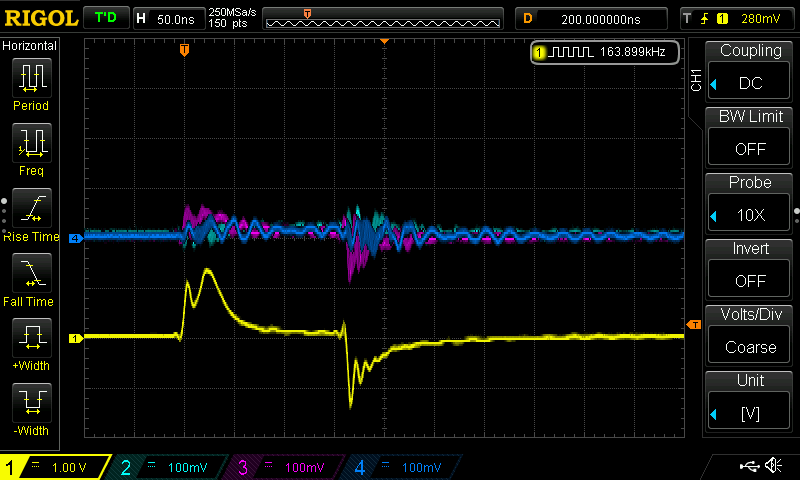 RIGOL T'D H 50.0ns 250MSa/s 150 pts D 200.000000ns T 1 280mV
Horizontal
Period
Freq
Rise Time
Fall Time
+Width
-Width
T
1 163.899kHz
4
1
T
CH1
Coupling
DC
BW Limit
OFF
Probe
10X
Invert
OFF
Volts/Div
Coarse
Unit
[V]
1 1.00 V 2 100mV 3 100mV 4 100mV